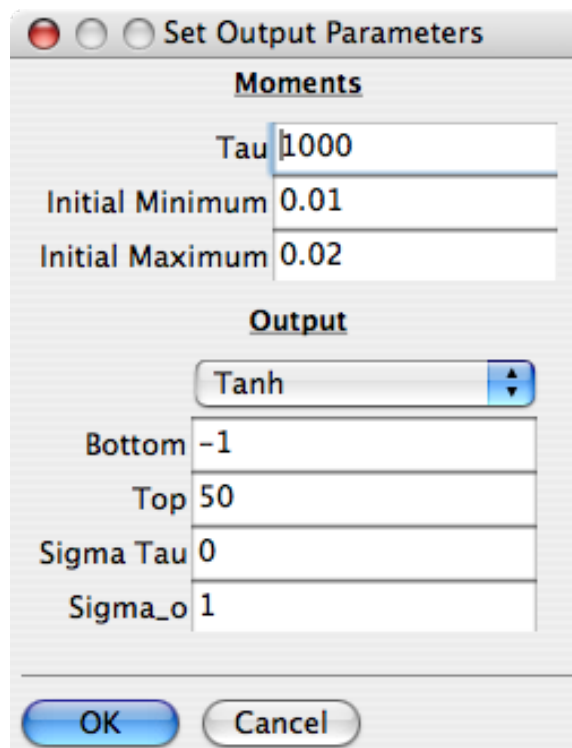 Set Output Parameters
Moments
Tau 1000
Initial Minimum 0.01
Initial Maximum 0.02
Output
Tanh
Bottom -1
Top 50
Sigma Tau 0
Sigma_o 1
OK Cancel